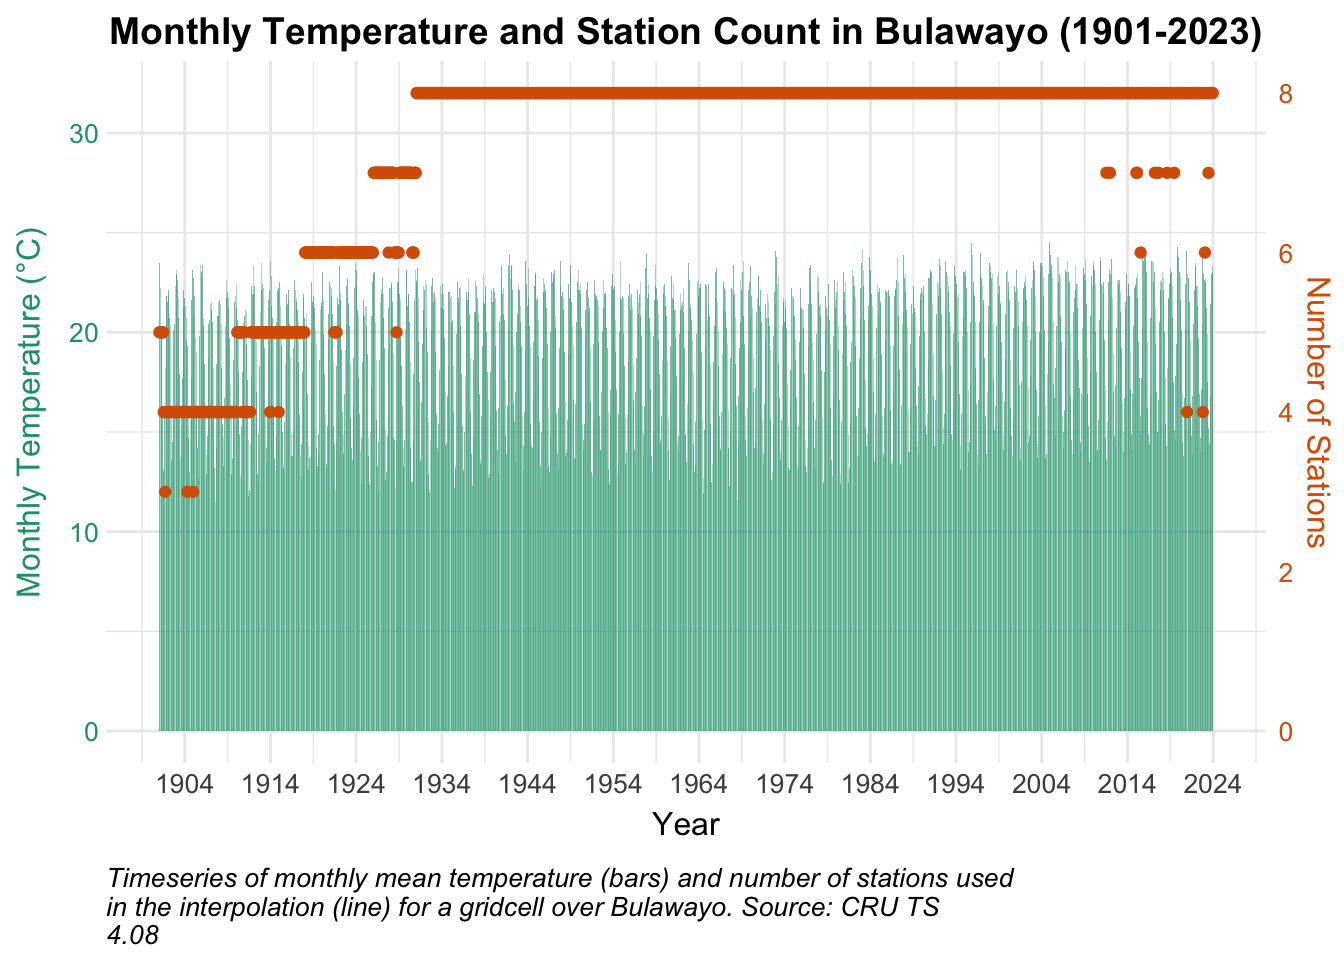 Monthly Temperature and Station Count in Bulawayo (1901-2023)
Monthly Temperature (°C)
30
20
10
0
8
6
4
2
0
Number of Stations
1904 1914 1924 1934 1944 1954 1964 1974 1984 1994 2004 2014 2024
Year
Timeseries of monthly mean temperature (bars) and number of stations used
in the interpolation (line) for a gridcell over Bulawayo. Source: CRU TS
4.08